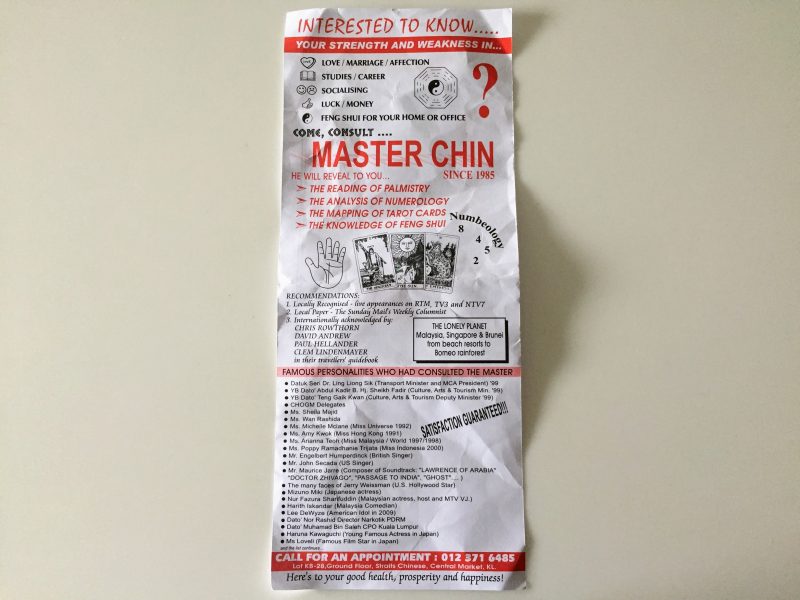 INTERESTED TO KNOW.....
YOUR STRENGTH AND WEAKNESS IN...
LOVE / MARRIAGE / AFFECTION
STUDIES / CAREER
SOCIALISING
LUCK / MONEY
FENG SHUI FOR YOUR HOME OR OFFICE
?
COME, CONSULT ....
MASTER CHIN
HE WILL REVEAL TO YOU...
SINCE 1985
THE READING OF PALMISTRY
THE ANALYSIS OF NUMEROLOGY
THE MAPPING OF TAROT CARDS
THE KNOWLEDGE OF FENG SHUI
Numbeology
8 4 5 2
THE MAGICIAN
THE SUN
RECOMMENDATIONS:
1. Locally Recognised - live appearances on RTM, TV3 and NTV7
2. Local Paper - The Sunday Mail's Weekly Columnist
3. Internationally acknowledged by:
CHRIS ROWTHORN
DAVID ANDREW
PAUL HELLANDER
CLEM LINDENMAYER
in their travellers' guidebook
THE LONELY PLANET
Malaysia, Singapore & Brunei
from beach resorts to
Borneo rainforest
FAMOUS PERSONALITIES WHO HAD CONSULTED THE MASTER
Datuk Seri Dr. Ling Liong Sik (Transport Minister and MCA President) '99
YB Dato' Abdul Kadir B. Hj. Sheikh Fadir (Culture, Arts & Tourism Min. '99)
YB Dato' Teng Gaik Kwan (Culture, Arts & Tourism Deputy Minister '99)
CHOGM Delegates
Ms. Sheila Majid
Ms. Wan Rashida
Ms. Michelle Mclane (Miss Universe 1992)
Ms. Amy Kwok (Miss Hong Kong 1991)
Ms. Arianna Teoh (Miss Malaysia / World 1997/1998)
Ms. Poppy Ramadhanie Trijata (Miss Indonesia 2000)
Mr. Engelbert Humperdinck (British Singer)
Mr. John Secada (US Singer)
Mr. Maurice Jarre (Composer of Soundtrack: "LAWRENCE OF ARABIA"
"DOCTOR ZHIVAGO", "PASSAGE TO INDIA", "GHOST".... )
The many faces of Jerry Weissman (U.S. Hollywood Star)
Mizuno Miki (Japanese actress)
Nur Fazura Sharifuddin (Malaysian actress, host and MTV VJ.)
Harith Iskandar (Malaysia Comedian)
Lee DeWyze (American Idol in 2009)
Dato' Nor Rashid Director Narkotik PDRM
Dato' Muhamad Bin Saleh CPO Kuala Lumpur
Haruna Kawaguchi (Young Famous Actress in Japan)
Ms Loveli (Famous Film Star in Japan)
and the list continues...
SATISFACTION GUARANTEED!!!
CALL FOR AN APPOINTMENT : 012 371 6485
Lot KB-28,Ground Floor, Straits Chinese, Central Market, KL.
Here's to your good health, prosperity and happiness!